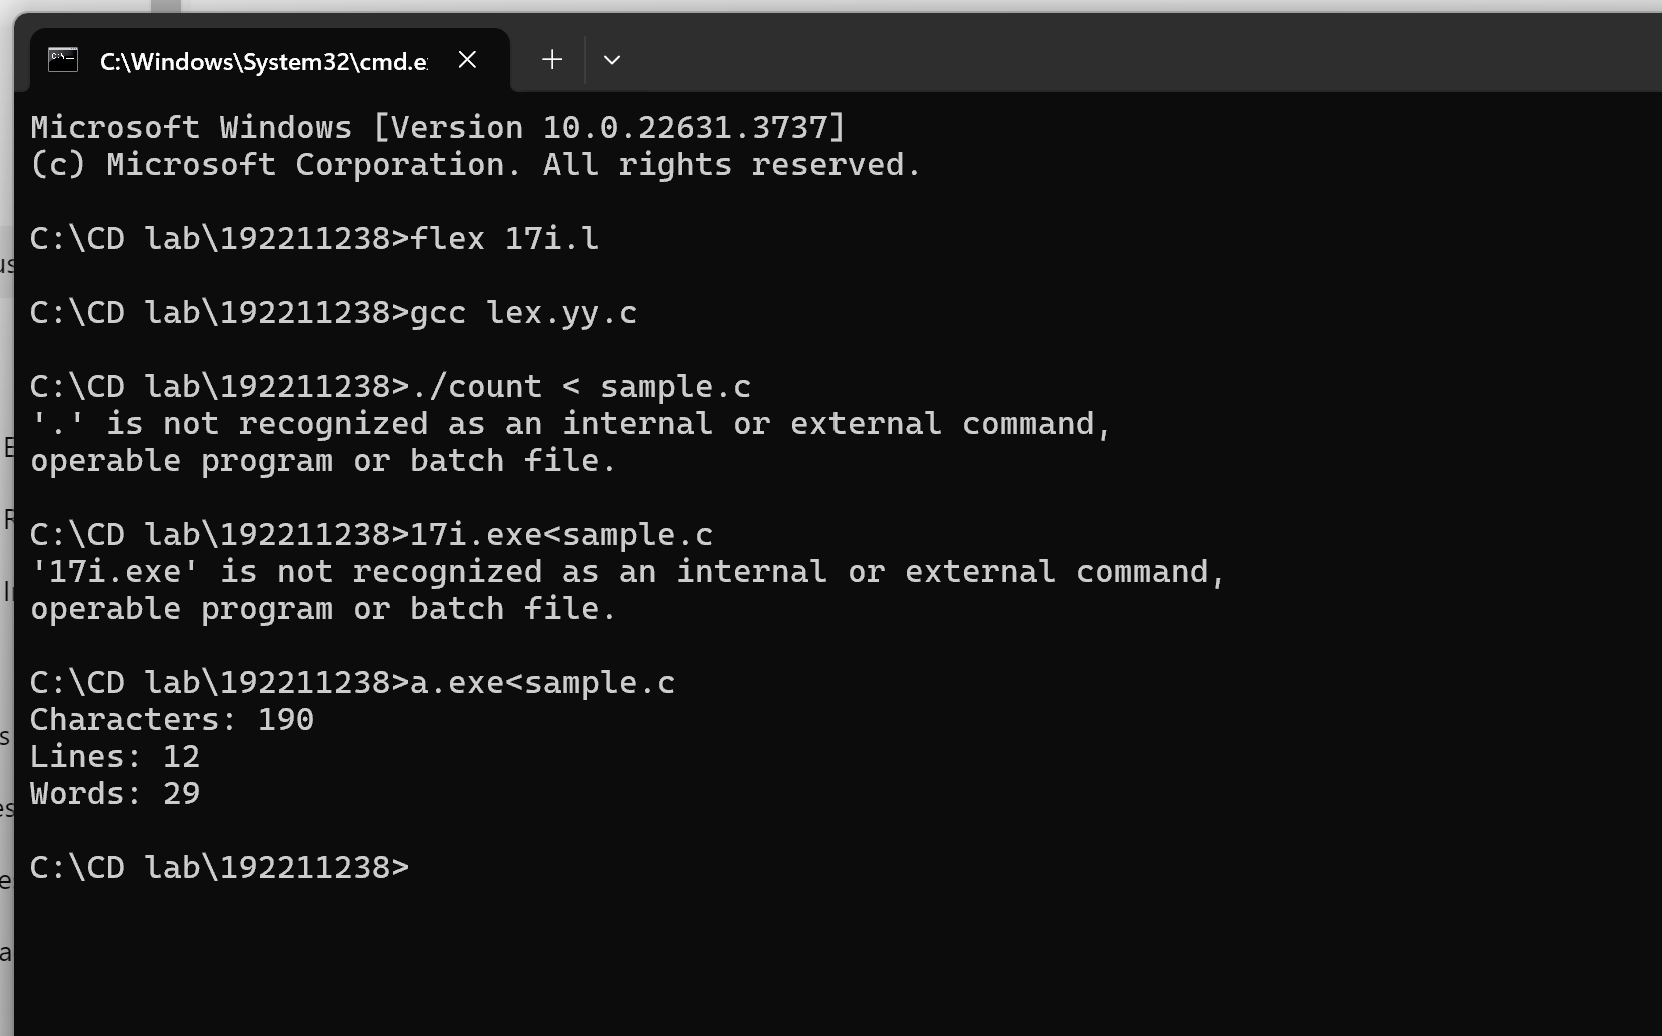 C:\Windows\System32\cmd.e
Microsoft Windows [Version 10.0.22631.3737]
(c) Microsoft Corporation. All rights reserved.
C:\CD lab\192211238>flex 17i.l
C:\CD lab\192211238>gcc lex.yy.c
C:\CD lab\192211238>./count < sample.c
'.' is not recognized as an internal or external command,
operable program or batch file.
C:\CD lab\192211238>17i.exe<sample.c
'17i.exe' is not recognized as an internal or external command,
operable program or batch file.
C:\CD lab\192211238>a.exe<sample.c
Characters: 190
Lines: 12
Words: 29
C:\CD lab\192211238>